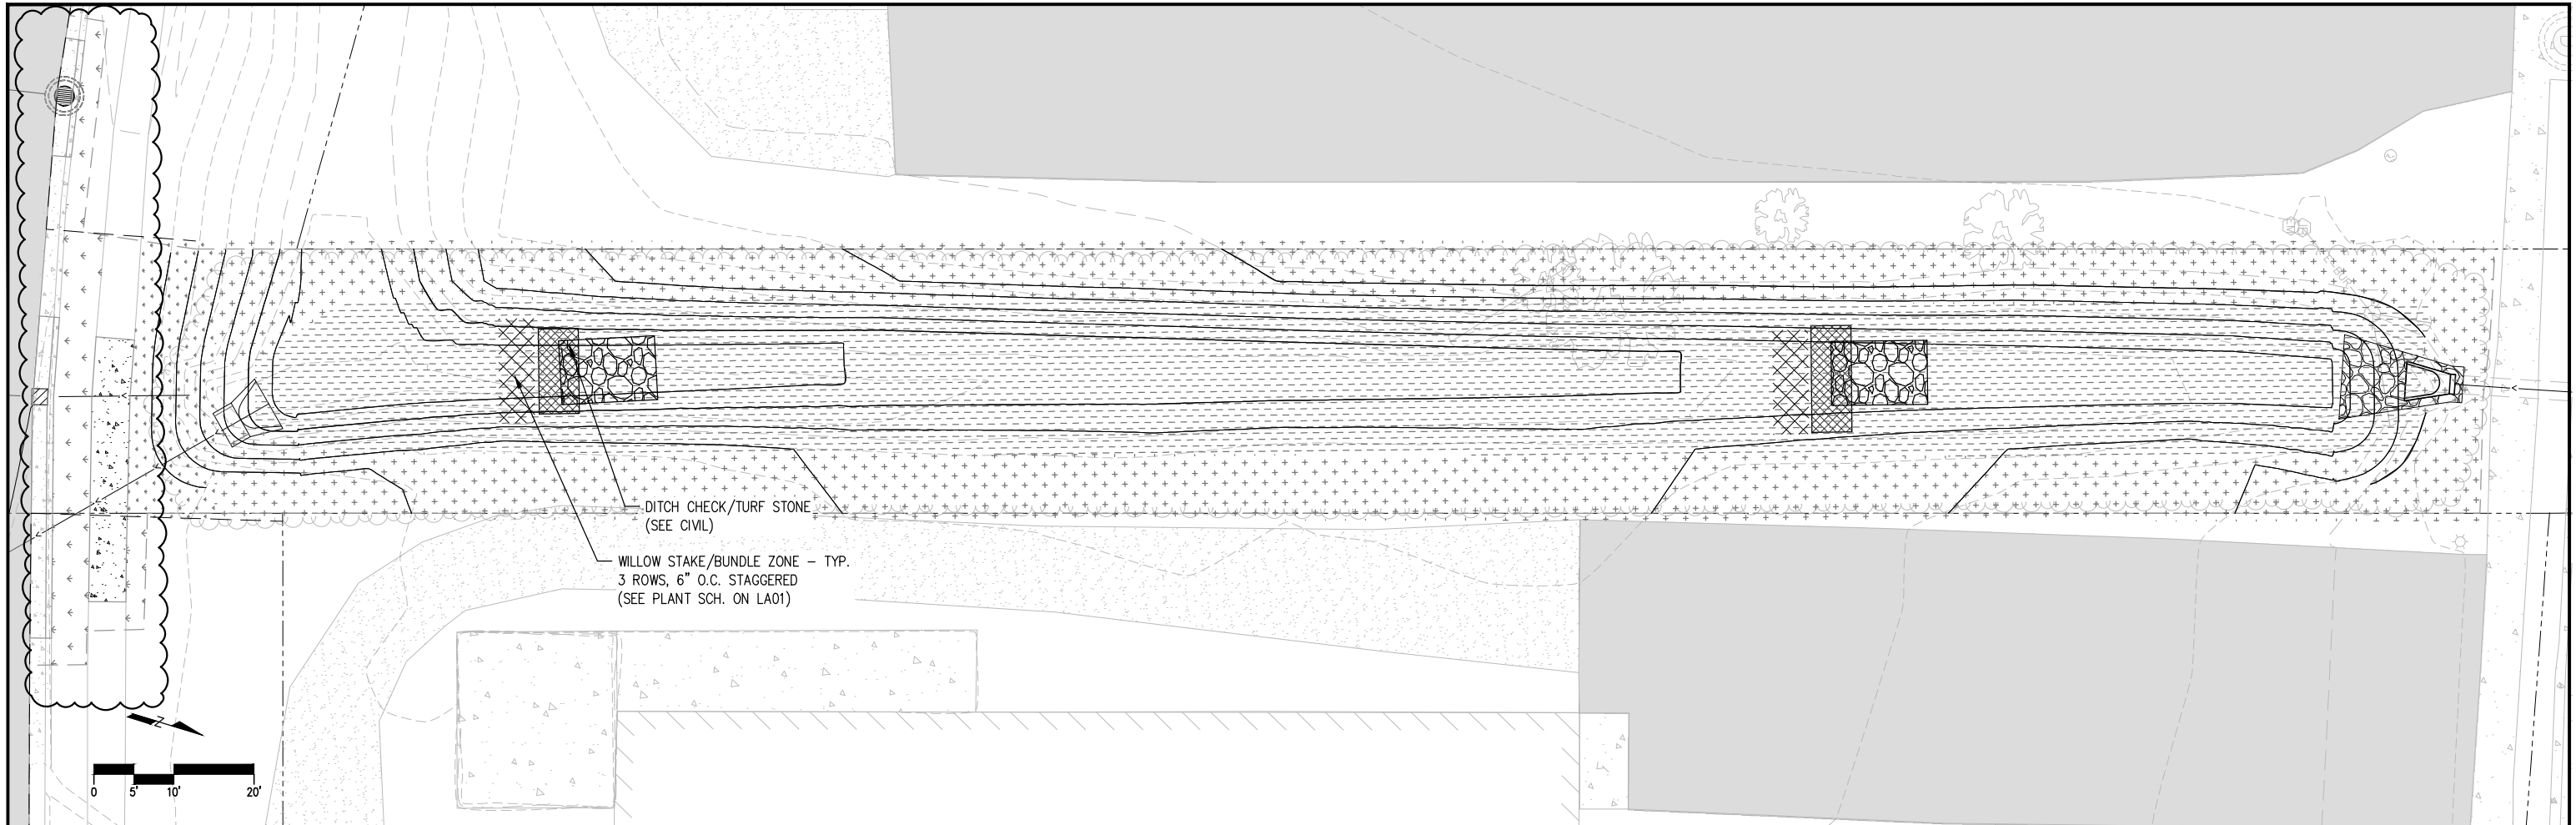 DITCH CHECK/TURF STONE
(SEE CIVIL)
WILLOW STAKE/BUNDLE ZONE – TYP.
3 ROWS, 6" O.C. STAGGERED
(SEE PLANT SCH. ON LA01)
Z
0 5' 10' 20'